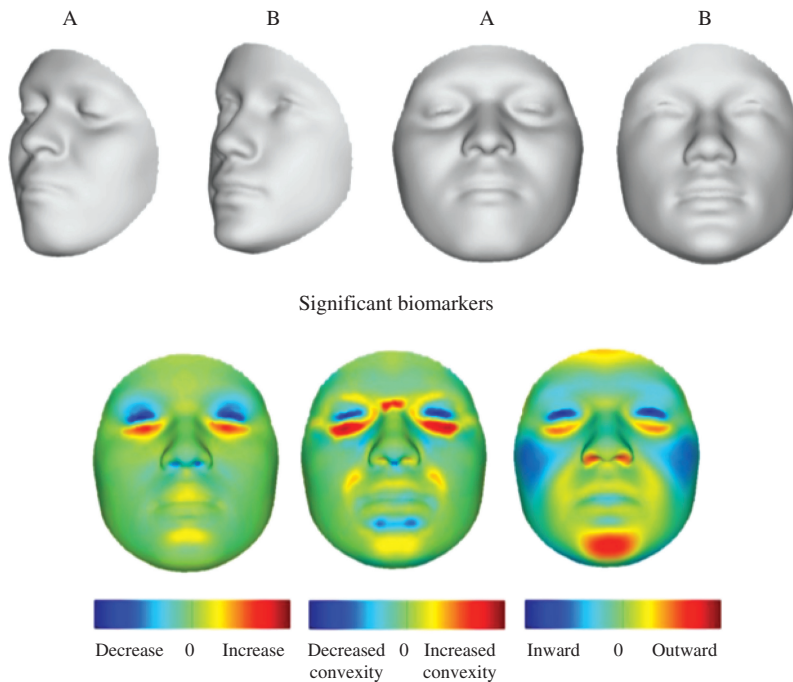 A B A B
Significant biomarkers
Decrease 0 Increase
Decreased convexity 0 Increased convexity
Inward 0 Outward